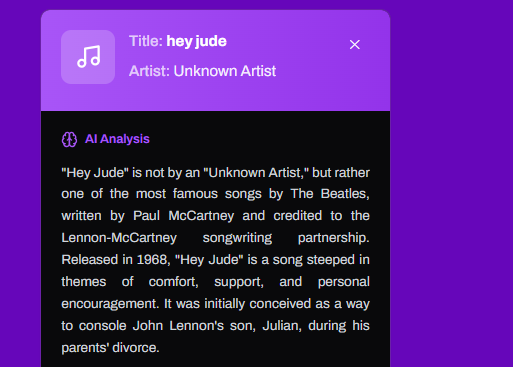 Title: hey jude
Artist: Unknown Artist
AI Analysis
"Hey Jude" is not by an "Unknown Artist," but rather
one of the most famous songs by The Beatles,
written by Paul McCartney and credited to the
Lennon-McCartney songwriting partnership.
Released in 1968, "Hey Jude" is a song steeped in
themes of comfort, support, and personal
encouragement. It was initially conceived as a way
to console John Lennon's son, Julian, during his
parents' divorce.